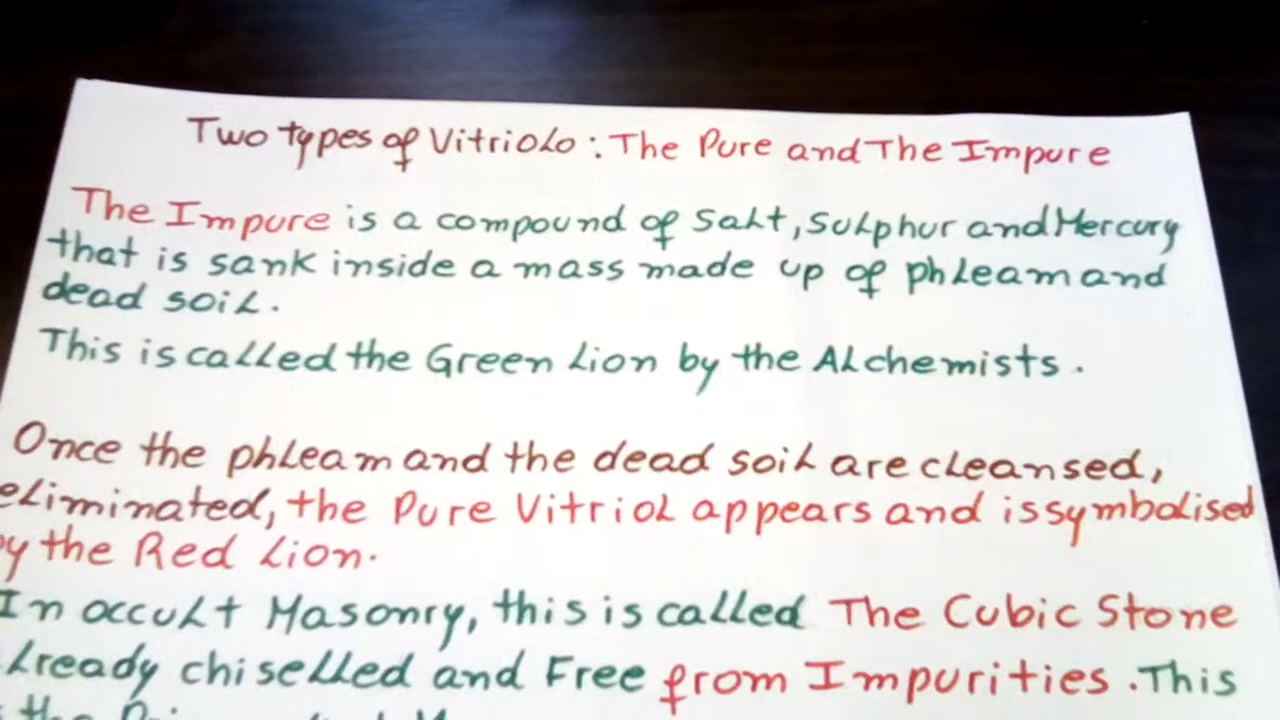 Two types of Vitriolo: The Pure and The Impure
The Impure is a compound of Salt, Sulphur and Mercury
that is sank inside a mass made up of phleam and
dead soil.
This is called the Green Lion by the Alchemists.
Once the phleam and the dead soil are cleansed,
eliminated, the Pure Vitriol appears and is symbolised
by the Red Lion.
In occult Masonry, this is called The Cubic Stone
lready chiselled and Free from Impurities. This
the